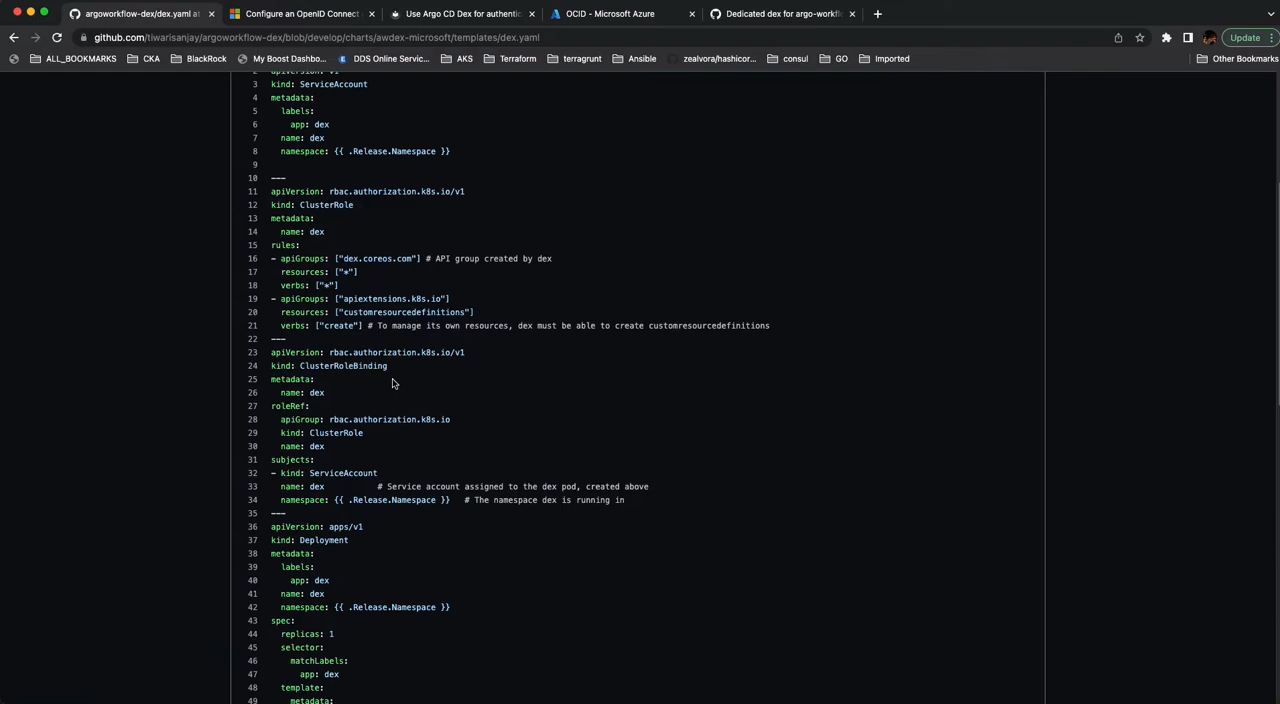 argoworkflow-dex/dex.yaml at
Configure an OpenID Connect
Use Argo CD Dex for authentic
OCID - Microsoft Azure
Dedicated dex for argo-workfl
github.com/tiwarisanjay/argoworkflow-dex/blob/develop/charts/awdex-microsoft/templates/dex.yaml
Update
ALL_BOOKMARKS
CKA
BlackRock
My Boost Dashbo...
DDS Online Servic...
AKS
Terraform
terragrunt
Ansible
zealvora/hashicor...
consul
GO
Imported
Other Bookmarks
2 apiVersion: v1
3 kind: ServiceAccount
4 metadata:
5 labels:
6 app: dex
7 name: dex
8 namespace: {{ .Release.Namespace }}
9
10 ---
11 apiVersion: rbac.authorization.k8s.io/v1
12 kind: ClusterRole
13 metadata:
14 name: dex
15 rules:
16 - apiGroups: ["dex.coreos.com"] # API group created by dex
17 resources: ["*"]
18 verbs: ["*"]
19 - apiGroups: ["apiextensions.k8s.io"]
20 resources: ["customresourcedefinitions"]
21 verbs: ["create"] # To manage its own resources, dex must be able to create customresourcedefinitions
22 ---
23 apiVersion: rbac.authorization.k8s.io/v1
24 kind: ClusterRoleBinding
25 metadata:
26 name: dex
27 roleRef:
28 apiGroup: rbac.authorization.k8s.io
29 kind: ClusterRole
30 name: dex
31 subjects:
32 - kind: ServiceAccount
33 name: dex # Service account assigned to the dex pod, created above
34 namespace: {{ .Release.Namespace }} # The namespace dex is running in
35 ---
36 apiVersion: apps/v1
37 kind: Deployment
38 metadata:
39 labels:
40 app: dex
41 name: dex
42 namespace: {{ .Release.Namespace }}
43 spec:
44 replicas: 1
45 selector:
46 matchLabels:
47 app: dex
48 template:
49 metadata: